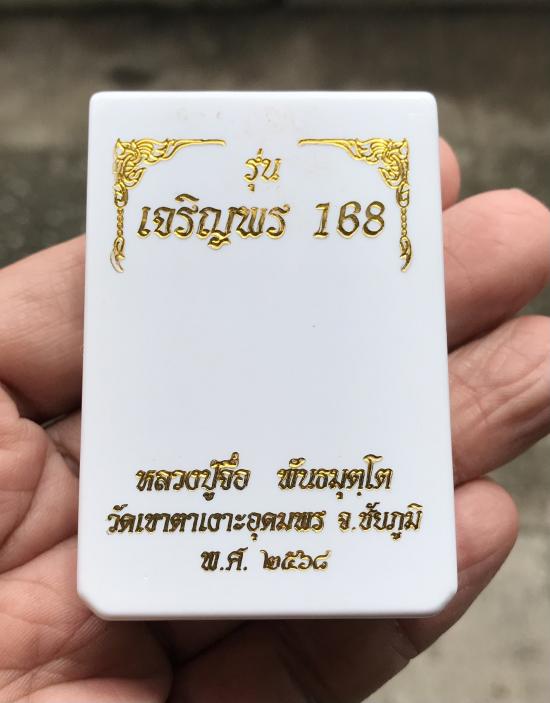 รุ่น
เจริญพร 168
หลวงปู่จื่อ พันธมุตฺโต
วัดเขาตาเงาะอุดมพร จ.ชัยภูมิ
พ.ศ. ๒๕๖๘